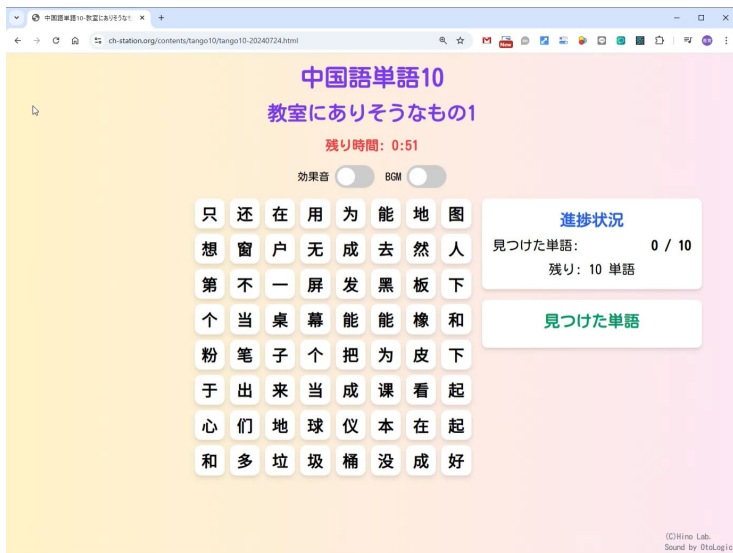 中国語単語10-教室にありそうなも
ch-station.org/contents/tango10/tango10-20240724.html
New
中国語単語10
教室にありそうなもの1
残り時間: 0:51
効果音 BGM
只 还 在 用 为 能 地 图
想 窗 户 无 成 去 然 人
第 不 一 屏 发 黑 板 下
个 当 桌 幕 能 能 橡 和
粉 笔 子 个 把 为 皮 下
于 出 来 当 成 课 看 起
心 们 地 球 仪 本 在 起
和 多 垃 圾 桶 没 成 好
進捗状況
見つけた単語: 0 / 10
残り: 10 単語
見つけた単語
(C)Hino Lab.
Sound by OtoLogic